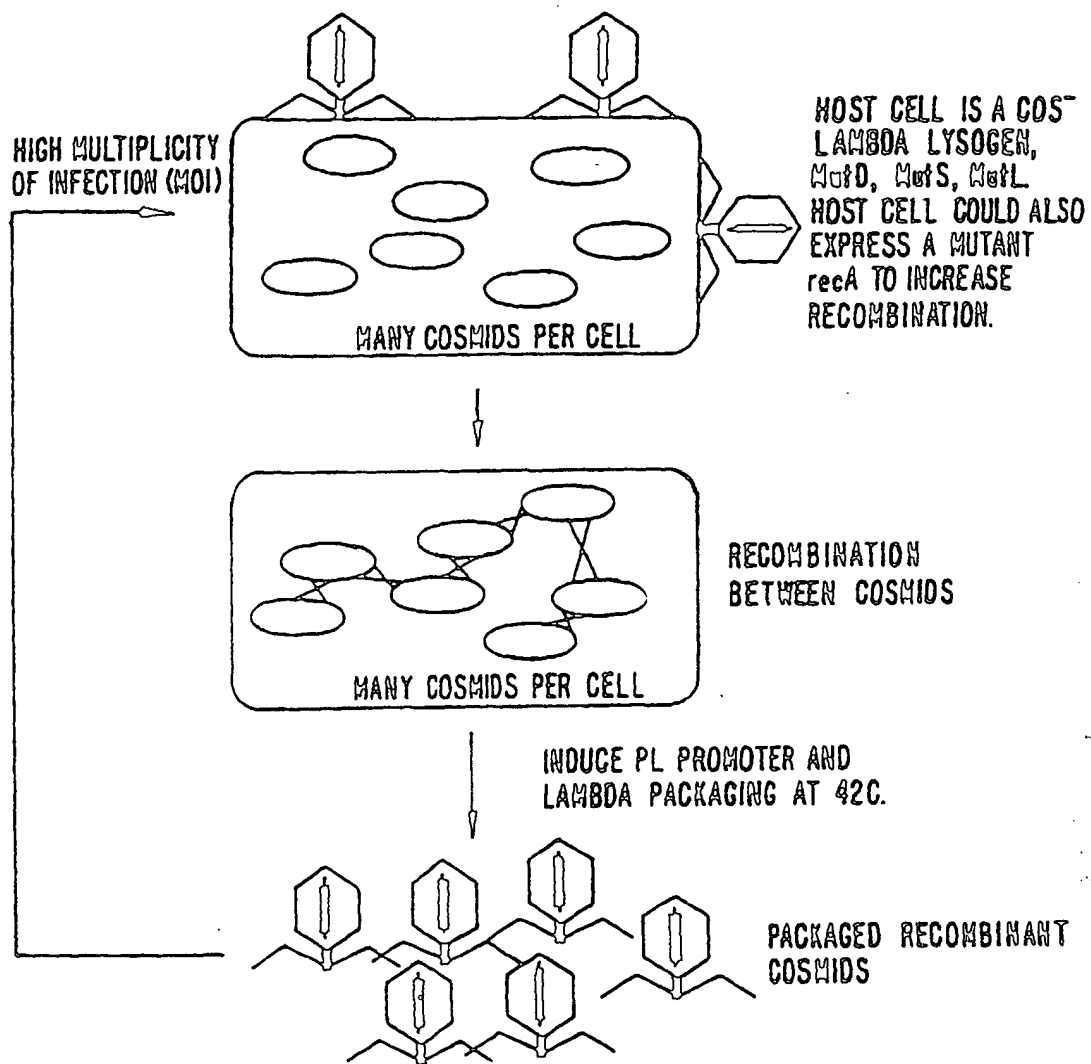 HIGH MULTIPLICITY
OF INFECTION (MOI)
HOST CELL IS A COS⁻
LAMBDA LYSOGEN,
MutD, MutS, MutL.
HOST CELL COULD ALSO
EXPRESS A MUTANT
recA TO INCREASE
RECOMBINATION.
MANY COSMIDS PER CELL
RECOMBINATION
BETWEEN COSMIDS
MANY COSMIDS PER CELL
INDUCE PL PROMOTER AND
LAMBDA PACKAGING AT 42C.
PACKAGED RECOMBINANT
COSMIDS